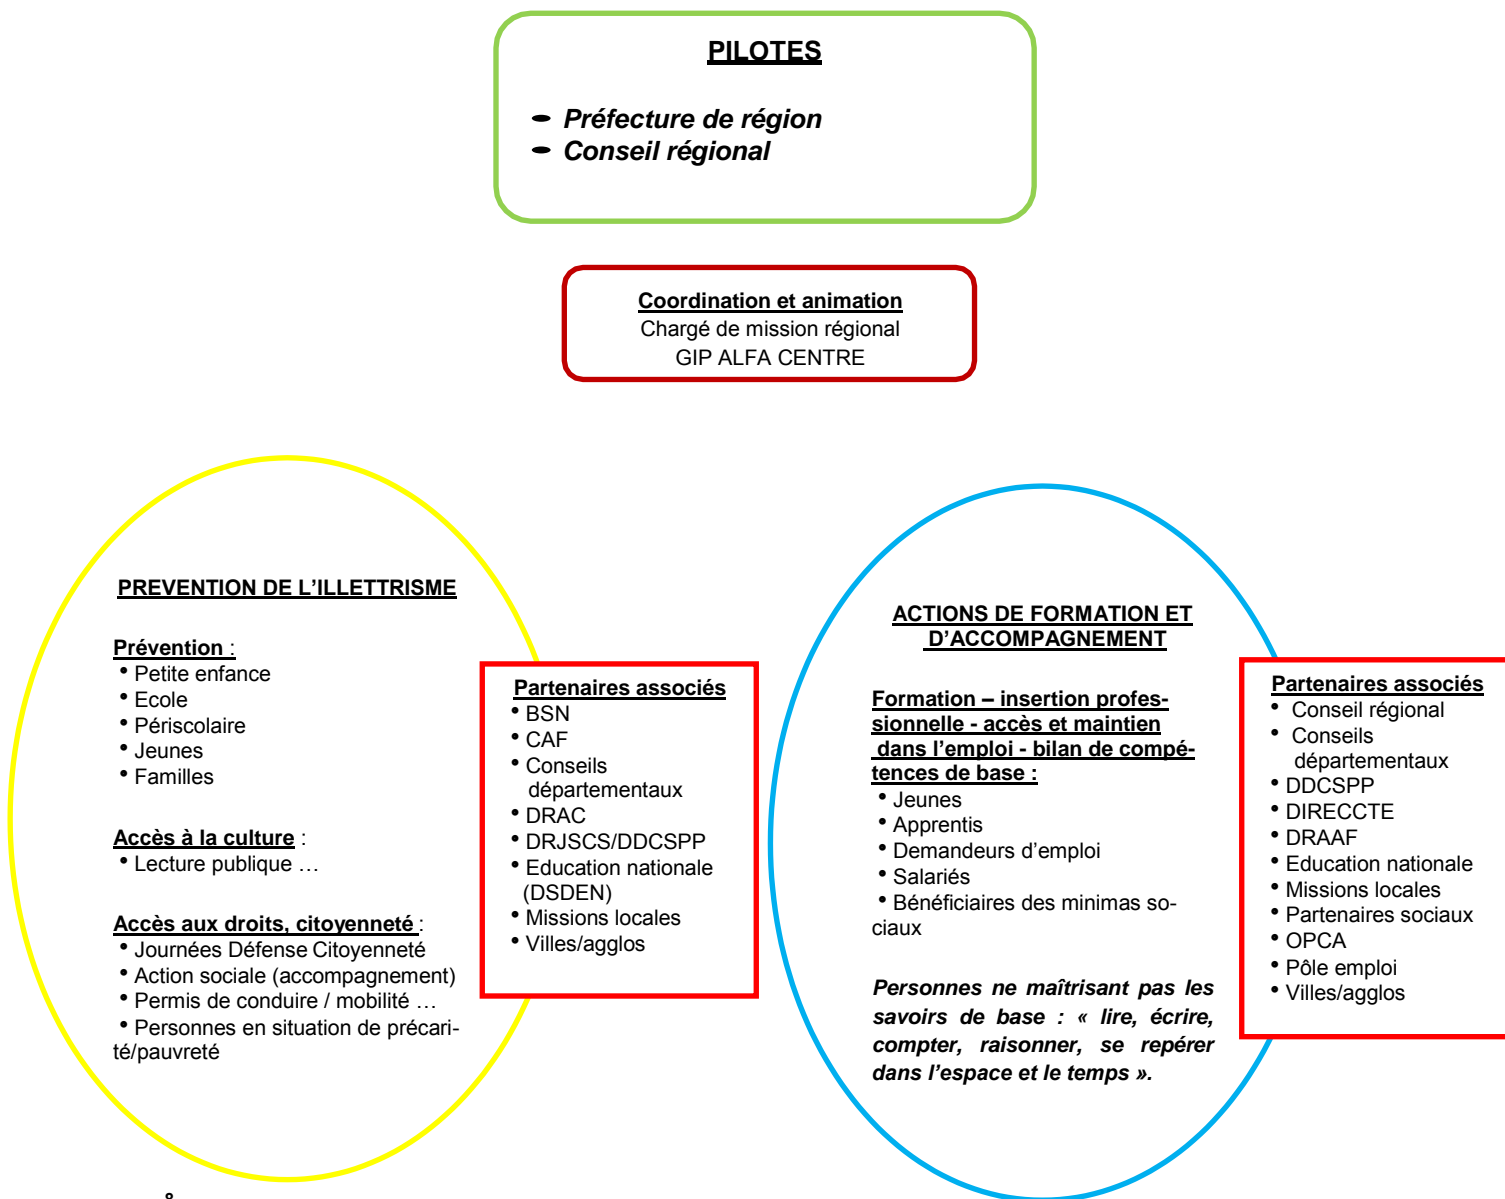 PILOTES
- Préfecture de région
- Conseil régional
Coordination et animation
Chargé de mission régional
GIP ALFA CENTRE
PREVENTION DE L'ILLETTRISME
Prévention :
• Petite enfance
• Ecole
• Périscolaire
• Jeunes
• Familles
Accès à la culture :
• Lecture publique …
Accès aux droits, citoyenneté :
• Journées Défense Citoyenneté
• Action sociale (accompagnement)
• Permis de conduire / mobilité …
• Personnes en situation de précari-
té/pauvreté
Partenaires associés
• BSN
• CAF
• Conseils
départementaux
• DRAC
• DRJSCS/DDCSPP
• Education nationale
(DSDEN)
• Missions locales
• Villes/agglos
ACTIONS DE FORMATION ET
D'ACCOMPAGNEMENT
Formation – insertion profes-
sionnelle - accès et maintien
dans l'emploi - bilan de compé-
tences de base :
• Jeunes
• Apprentis
• Demandeurs d'emploi
• Salariés
• Bénéficiaires des minimas so-
ciaux
Personnes ne maîtrisant pas les
savoirs de base : « lire, écrire,
compter, raisonner, se repérer
dans l'espace et le temps ».
Partenaires associés
• Conseil régional
• Conseils
départementaux
• DDCSPP
• DIRECCTE
• DRAAF
• Education nationale
• Missions locales
• Partenaires sociaux
• OPCA
• Pôle emploi
• Villes/agglos